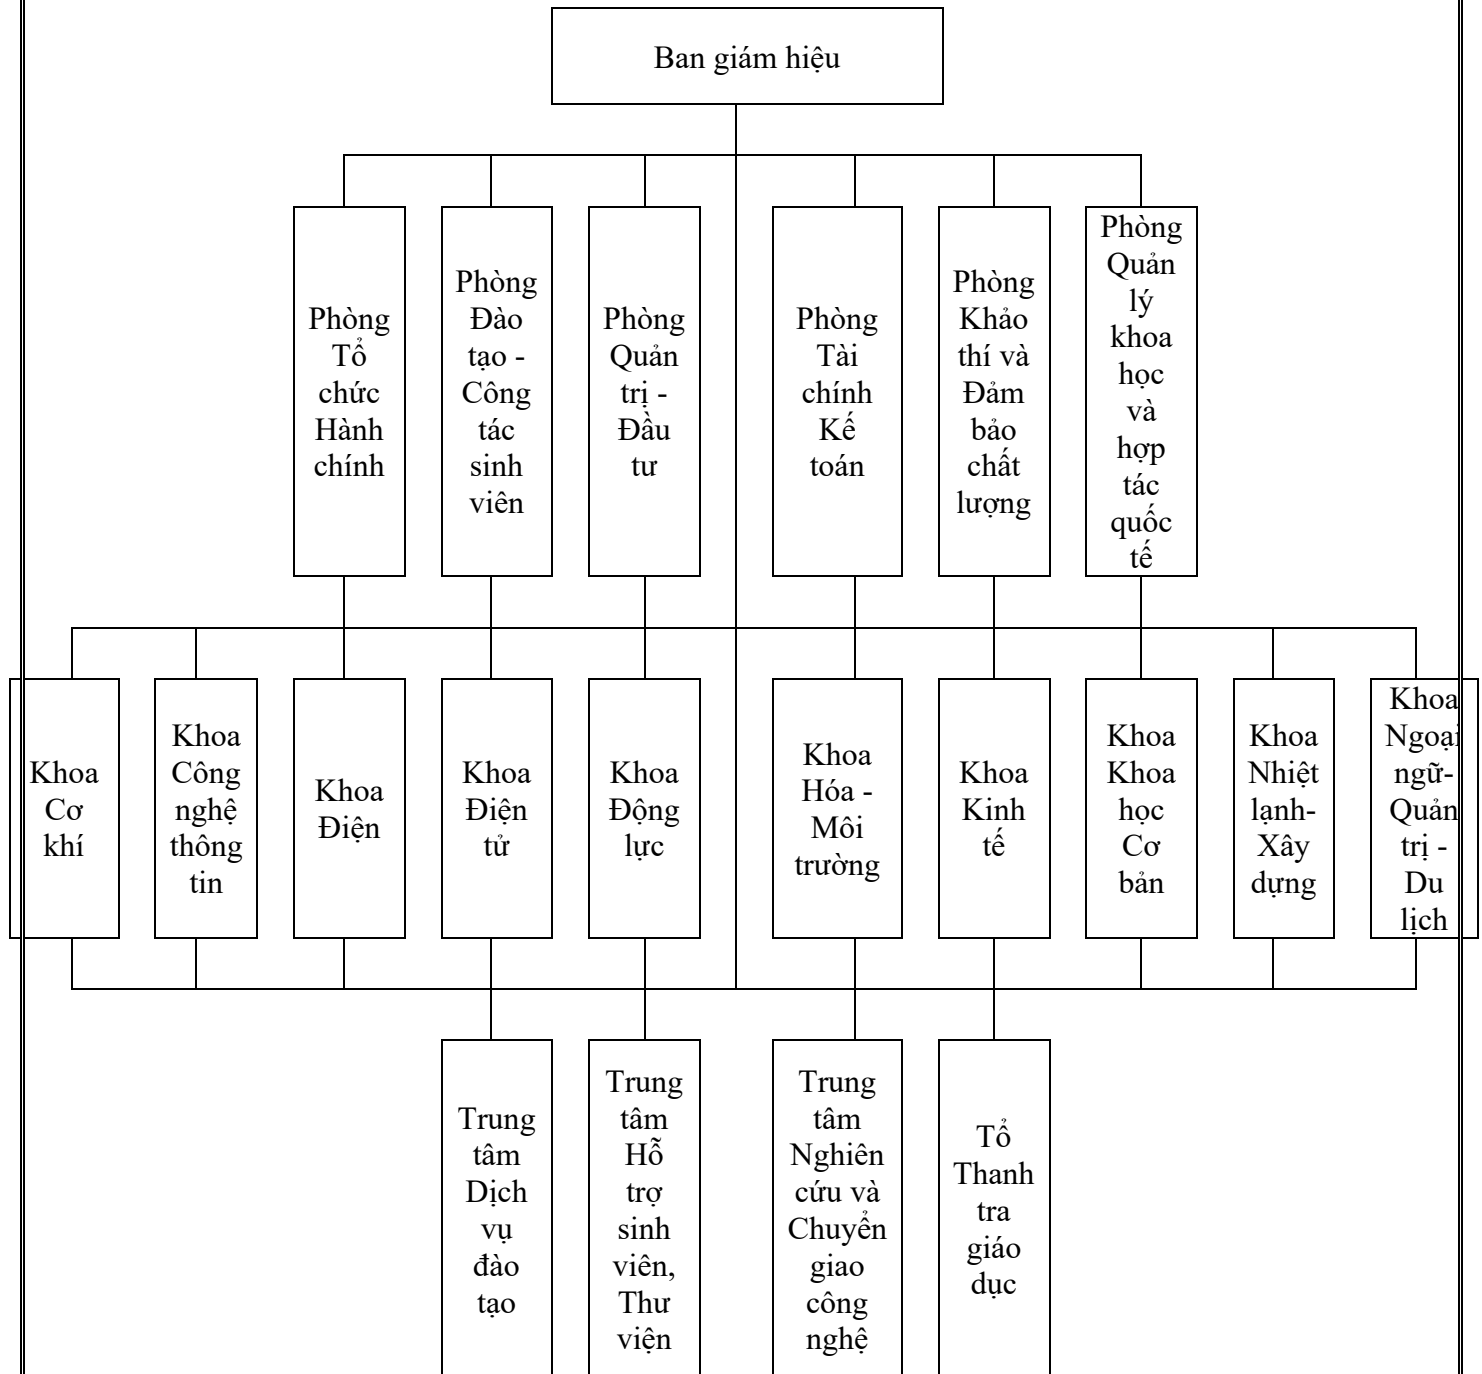 Ban giám hiệu
Phòng
Tổ
chức
Hành
chính
Phòng
Đào
tạo -
Công
tác
sinh
viên
Phòng
Quản
trị -
Đầu
tư
Phòng
Tài
chính
Kế
toán
Phòng
Khảo
thí và
Đảm
bảo
chất
lượng
Phòng
Quản
lý
khoa
học
và
hợp
tác
quốc
tế
Khoa
Cơ
khí
Khoa
Công
nghệ
thông
tin
Khoa
Điện
Khoa
Điện
tử
Khoa
Động
lực
Khoa
Hóa -
Môi
trường
Khoa
Kinh
tế
Khoa
Khoa
học
Cơ
bản
Khoa
Nhiệt
lạnh-
Xây
dựng
Khoa
Ngoại
ngữ-
Quản
trị -
Du
lịch
Trung
tâm
Dịch
vụ
đào
tạo
Trung
tâm
Hỗ
trợ
sinh
viên,
Thư
viện
Trung
tâm
Nghiên
cứu và
Chuyển
giao
công
nghệ
Tổ
Thanh
tra
giáo
dục